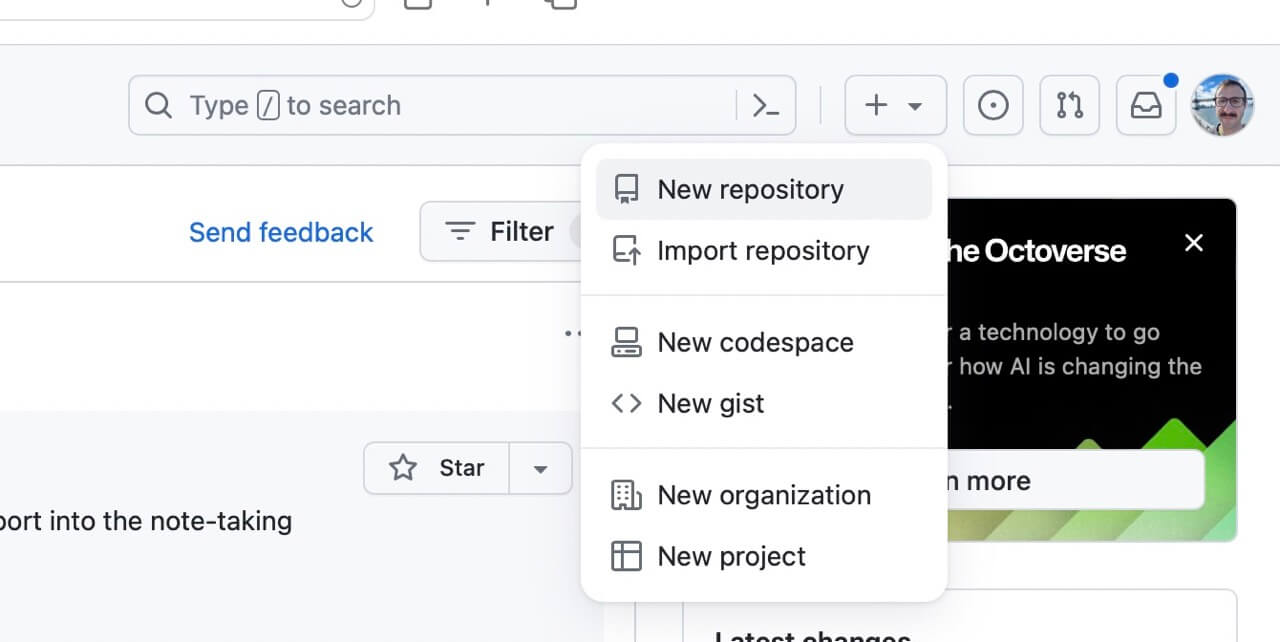 Type / to search
New repository
Import repository
New codespace
New gist
New organization
New project
Send feedback
Filter
Star
port into the note-taking
he Octoverse
a technology to go
how AI is changing the
.
n more
Latest changes